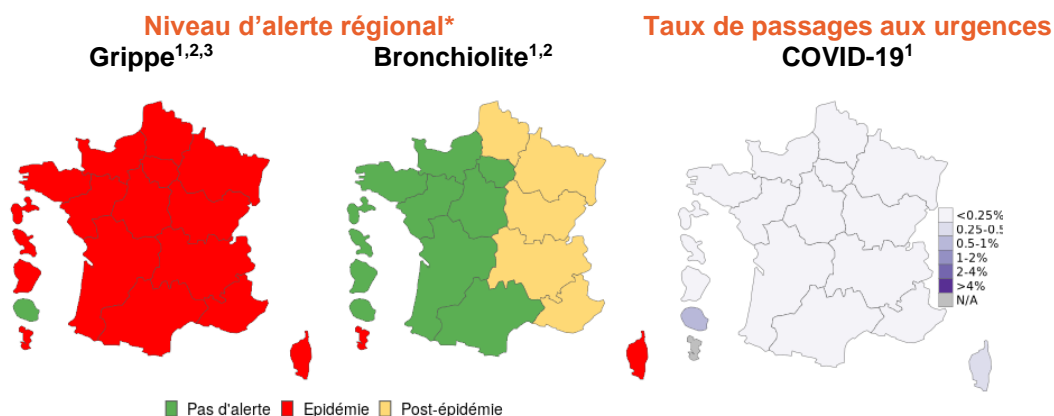 Niveau d'alerte régional*
Grippe1,2,3
Bronchiolite1,2
Taux de passages aux urgences
COVID-191
<0.25%
0.25-0.5
0.5-1%
1-2%
2-4%
>4%
N/A
Pas d'alerte
Epidémie
Post-épidémie